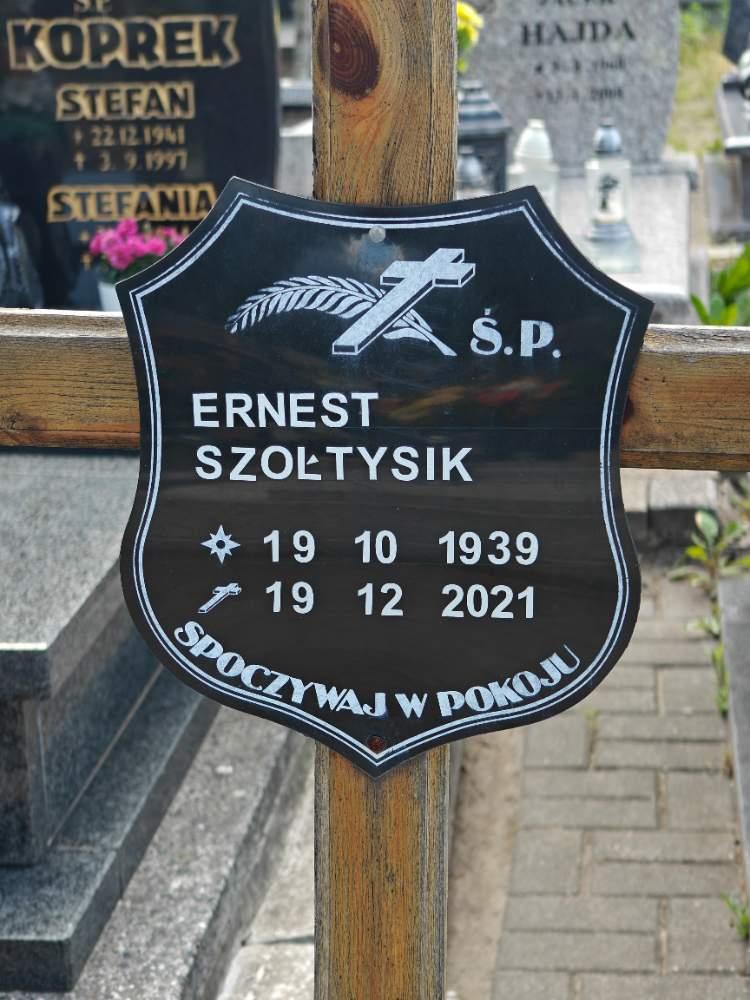 Ś.P.
KOPREK
STEFAN
22.12.1941
† 3.9.1997
STEFANIA
HAJDA
Ś.P.
ERNEST
SZOŁTYSIK
19 10 1939
19 12 2021
SPOCZYWAJ W POKOJU